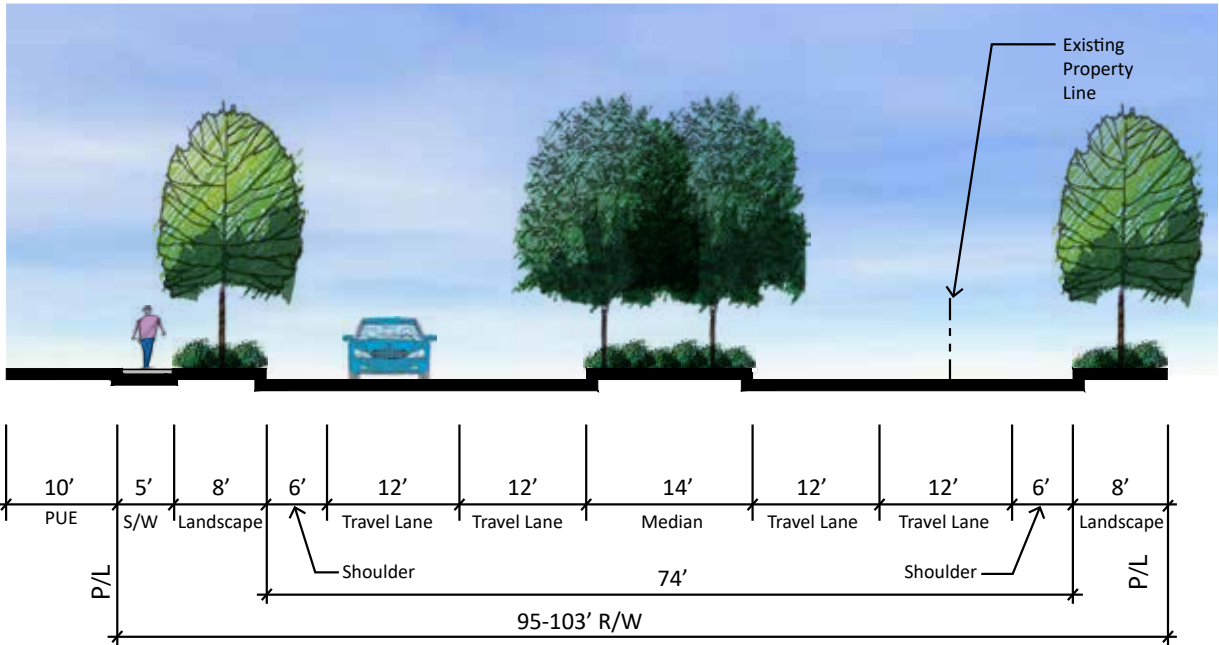 Existing
Property
Line
10’ 5’ 8’ 6’ 12’ 12’ 14’ 12’ 12’ 6’ 8’
PUE S/W Landscape Travel Lane Travel Lane Median Travel Lane Travel Lane Landscape
P/L Shoulder 74’ Shoulder P/L
95-103’ R/W